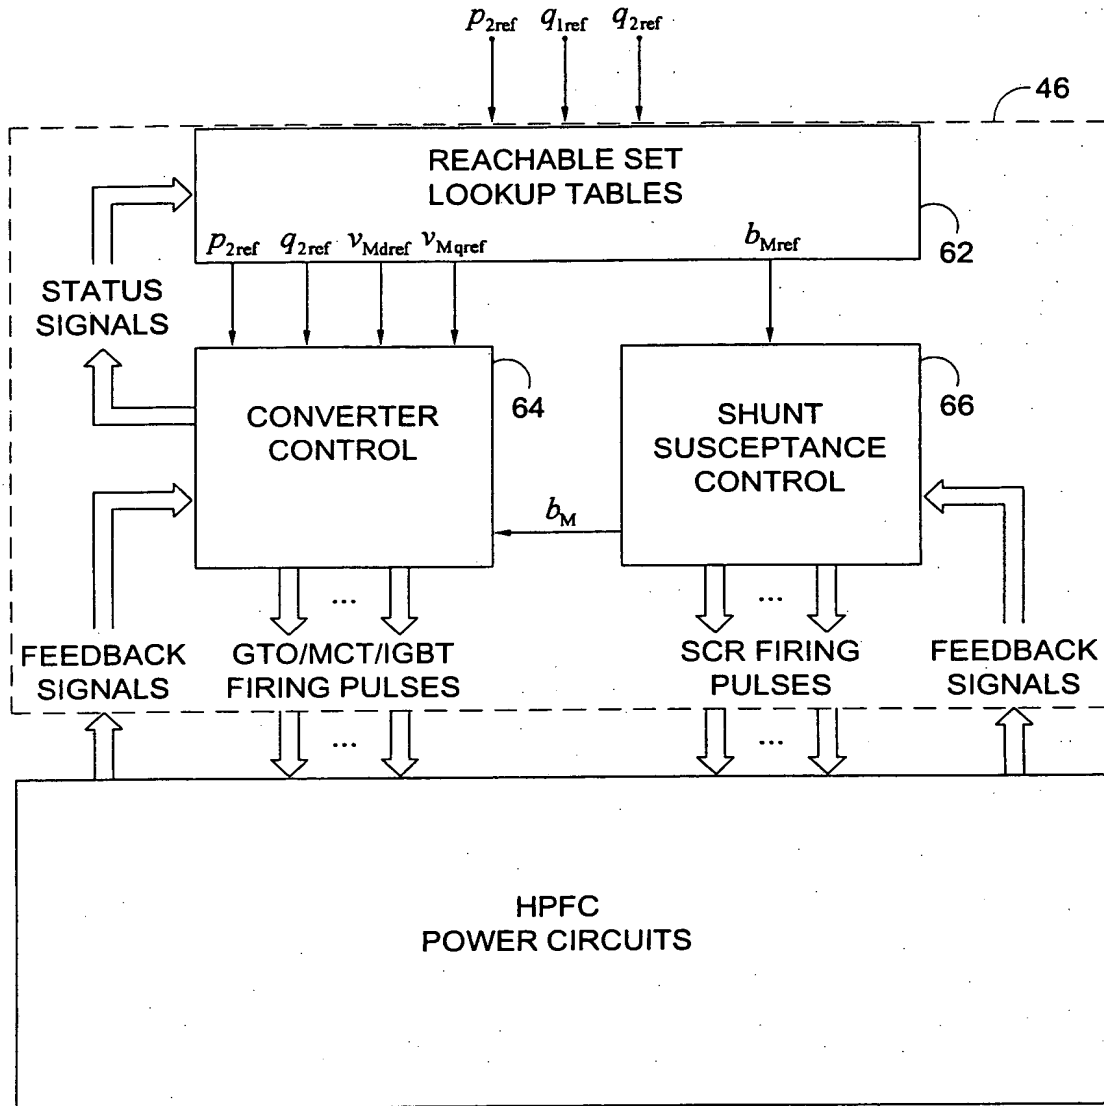 p2ref q1ref q2ref
46
REACHABLE SET
LOOKUP TABLES
p2ref q2ref vMdref vMqref bMref
62
STATUS
SIGNALS
64
66
CONVERTER
CONTROL
SHUNT
SUSCEPTANCE
CONTROL
bM
... ...
FEEDBACK
SIGNALS
GTO/MCT/IGBT
FIRING PULSES
SCR FIRING
PULSES
FEEDBACK
SIGNALS
... ...
HPFC
POWER CIRCUITS